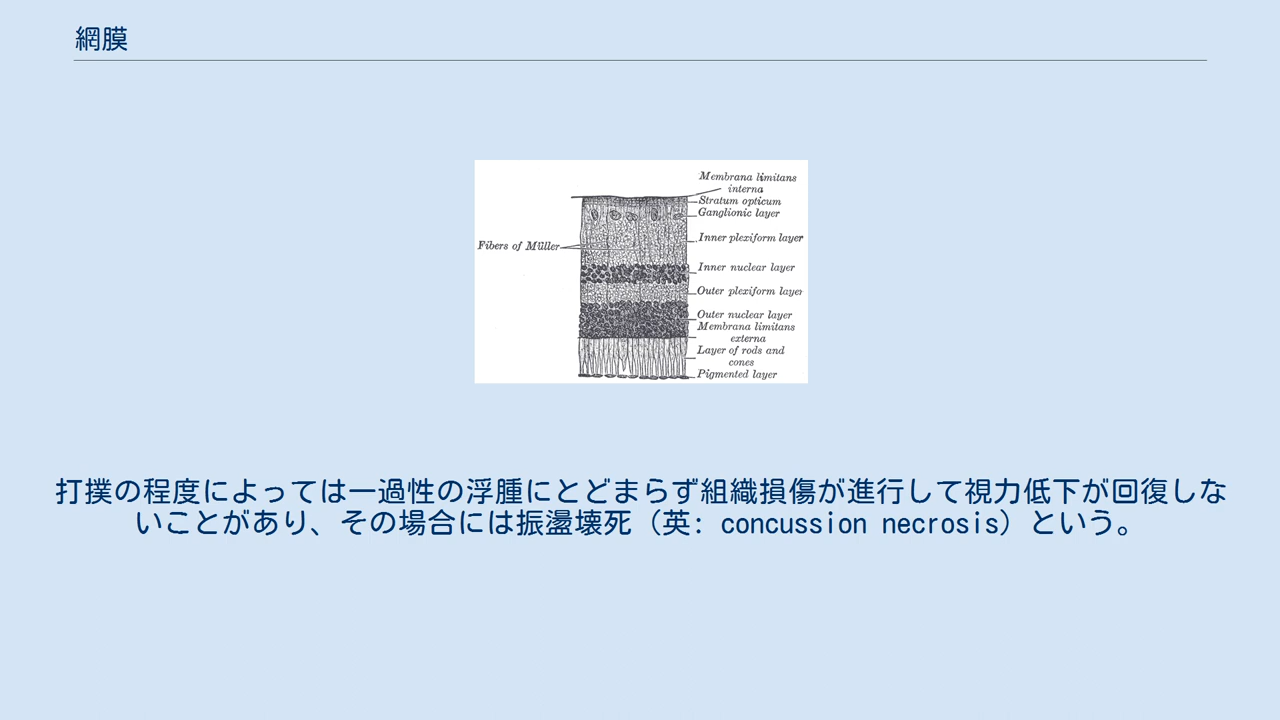 網膜
Membrana limitans
interna
Stratum opticum
Ganglionic layer
Inner plexiform layer
Fibers of Müller
Inner nuclear layer
Outer plexiform layer
Outer nuclear layer
Membrana limitans
externa
Layer of rods and
cones
Pigmented layer
打撲の程度によっては一過性の浮腫にとどまらず組織損傷が進行して視力低下が回復しな
いことがあり、その場合には振盪壊死（英: concussion necrosis）という。